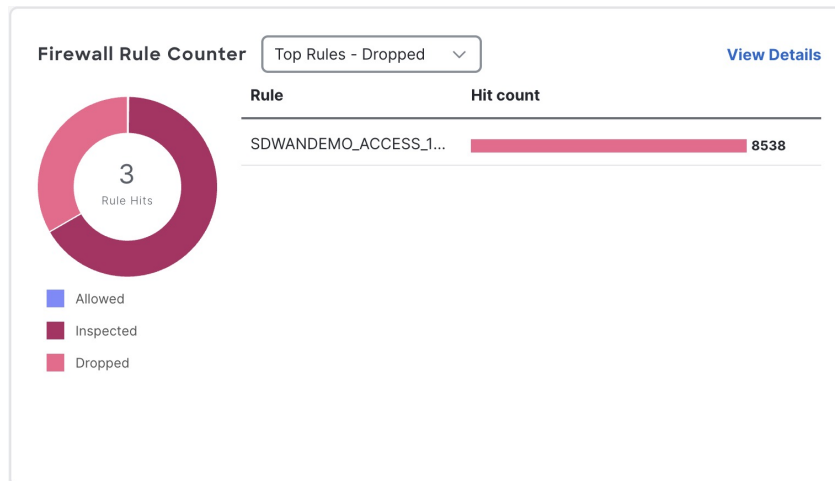 Firewall Rule Counter
Top Rules - Dropped
View Details
Rule
Hit count
SDWANDEMO_ACCESS_1...
8538
3
Rule Hits
Allowed
Inspected
Dropped